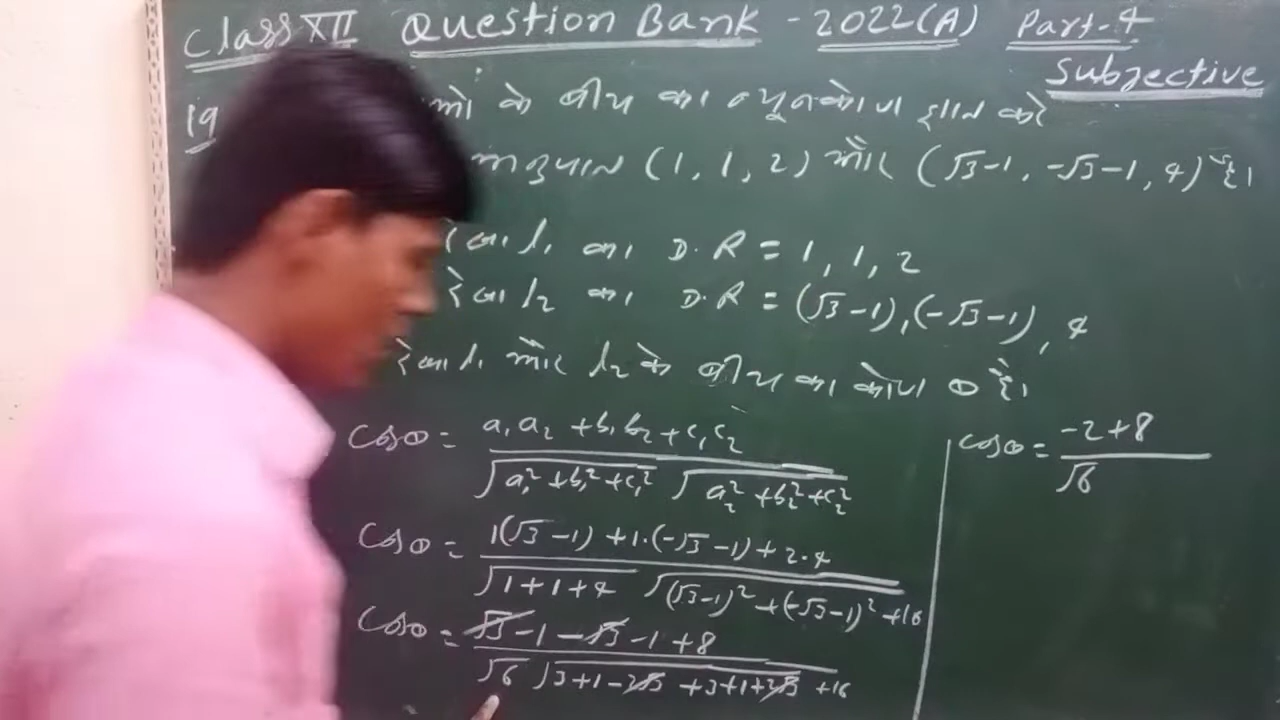 Class XII Question Bank - 2022(A) Part-4
Subjective
19 के बीच का न्यूनकोण ज्ञात करें
अनुपात (1, 1, 2) और (√3-1, -√3-1, 4) हैं।
रेखा l₁ का D.R = 1, 1, 2
रेखा l₂ का D.R = (√3-1), (-√3-1), 4
रेखा l₁ और l₂ के बीच का कोण θ है।
cosθ = (a₁a₂ + b₁b₂ + c₁c₂) / (√(a₁² + b₁² + c₁²) √(a₂² + b₂² + c₂²))
cosθ = (1(√3-1) + 1·(-√3-1) + 2·4) / (√(1+1+4) √((√3-1)² + (-√3-1)² + 16))
cosθ = (√3 - 1 - √3 - 1 + 8) / (√6 √(3+1-2√3 + 3+1+2√3 + 16))
cosθ = (-2+8) / √6